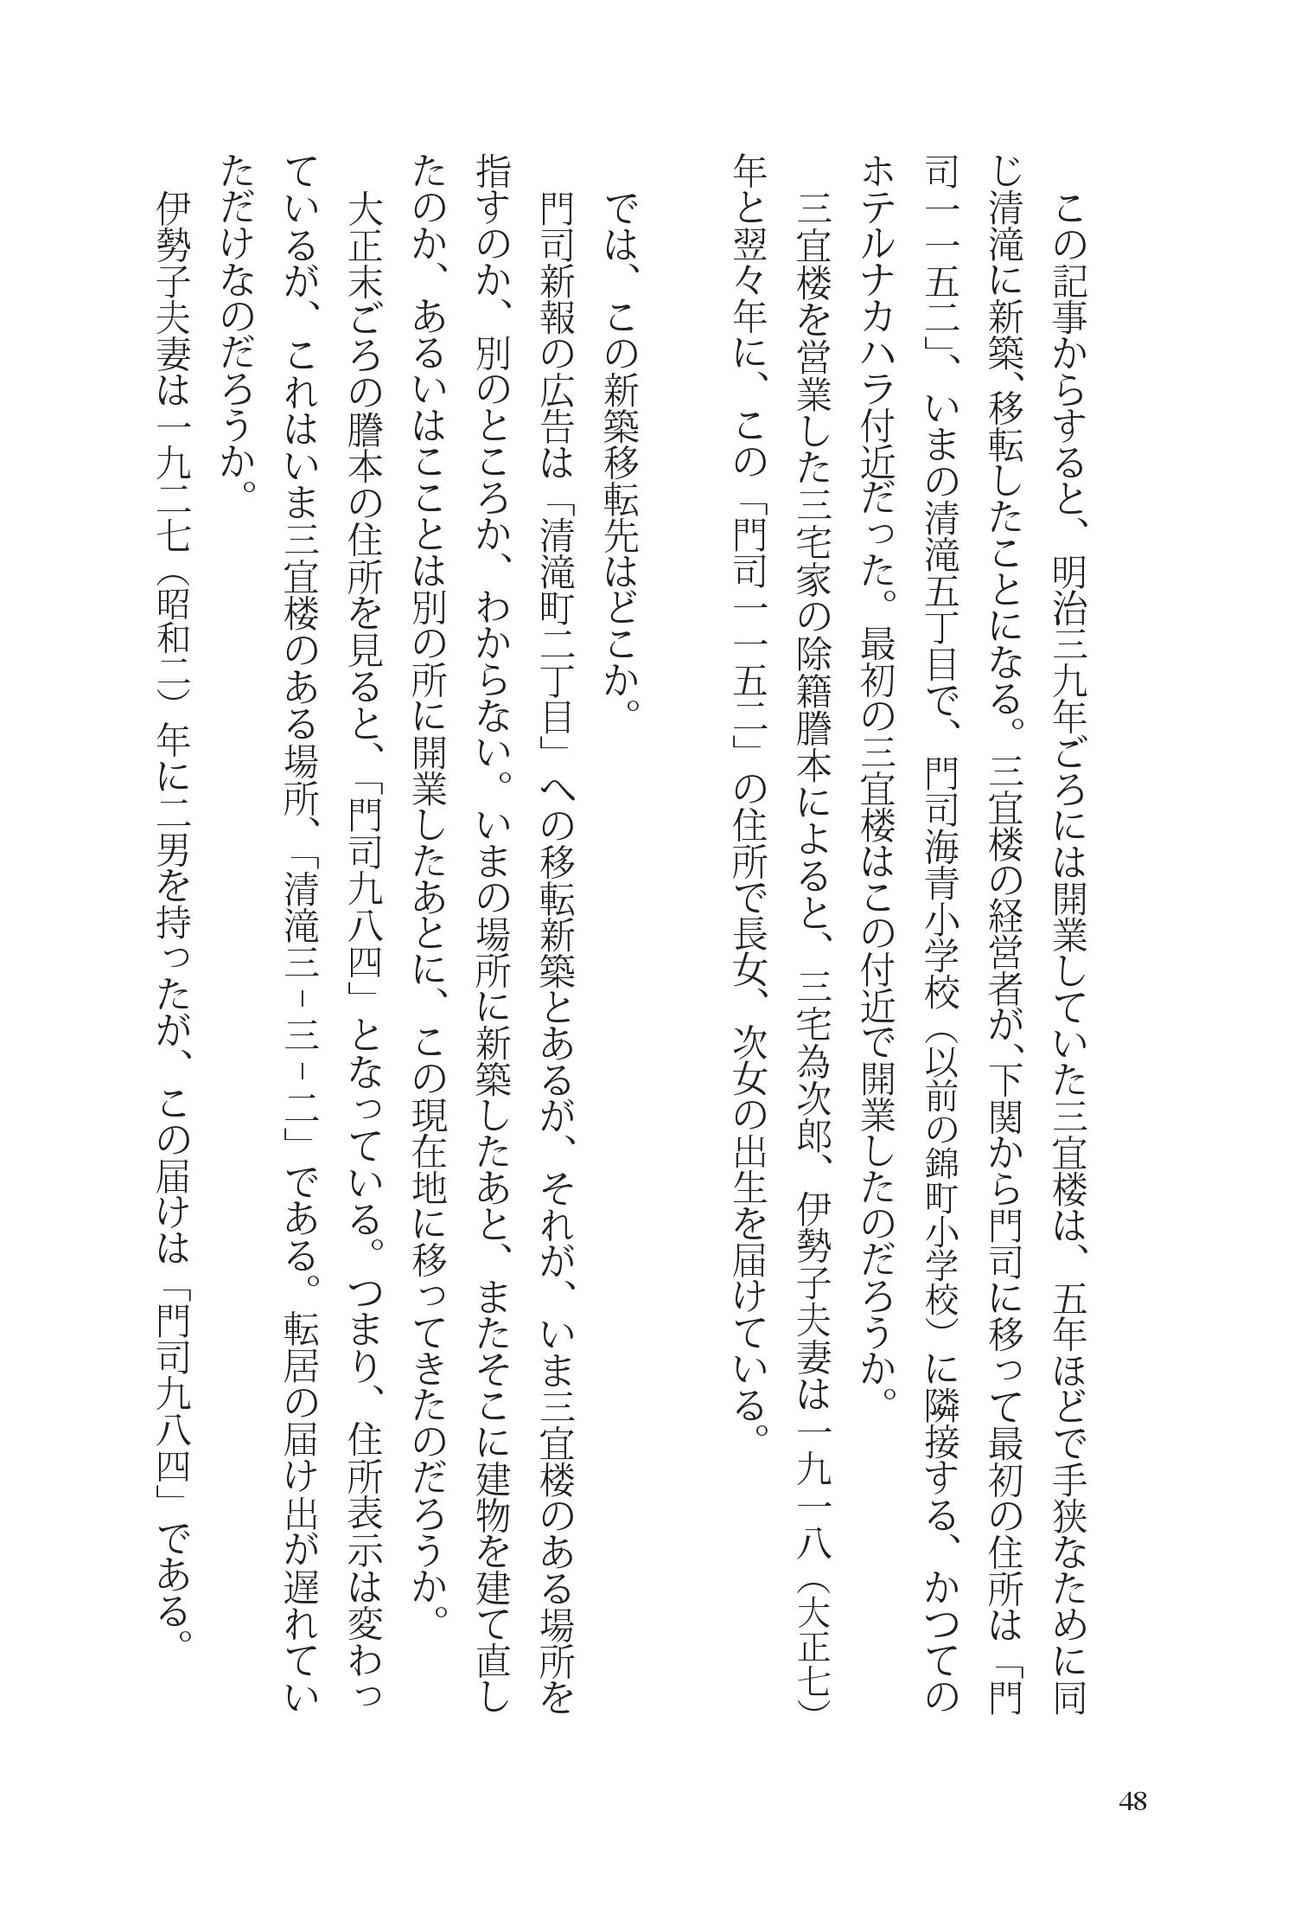 この記事からすると、明治三九年ごろには開業していた三宜楼は、五年ほどで手狭なために同
じ清滝に新築、移転したことになる。三宜楼の経営者が、下関から門司に移って最初の住所は「門
司一一五二」、いまの清滝五丁目で、門司海青小学校（以前の錦町小学校）に隣接する、かつての
ホテルナカハラ付近だった。最初の三宜楼はこの付近で開業したのだろうか。
三宜楼を営業した三宅家の除籍謄本によると、三宅為次郎、伊勢子夫妻は一九一八（大正七）
年と翌々年に、この「門司一一五二」の住所で長女、次女の出生を届けている。
では、この新築移転先はどこか。
門司新報の広告は「清滝町二丁目」への移転新築とあるが、それが、いま三宜楼のある場所を
指すのか、別のところか、わからない。いまの場所に新築したあと、またそこに建物を建て直し
たのか、あるいはここことは別の所に開業したあとに、この現在地に移ってきたのだろうか。
大正末ごろの謄本の住所を見ると、「門司九八四」となっている。つまり、住所表示は変わっ
ているが、これはいま三宜楼のある場所、「清滝三－三－二」である。転居の届け出が遅れてい
ただけなのだろうか。
伊勢子夫妻は一九二七（昭和二）年に二男を持ったが、この届けは「門司九八四」である。
48